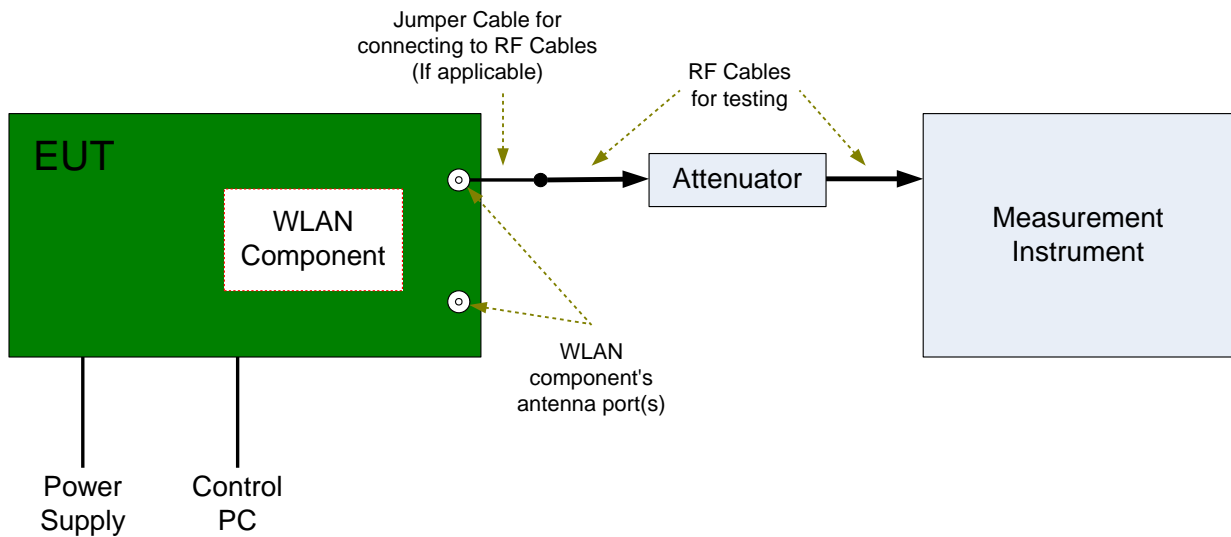 Jumper Cable for
connecting to RF Cables
(If applicable)
RF Cables
for testing
EUT
WLAN
Component
Attenuator
Measurement
Instrument
WLAN
component's
antenna port(s)
Power
Supply
Control
PC